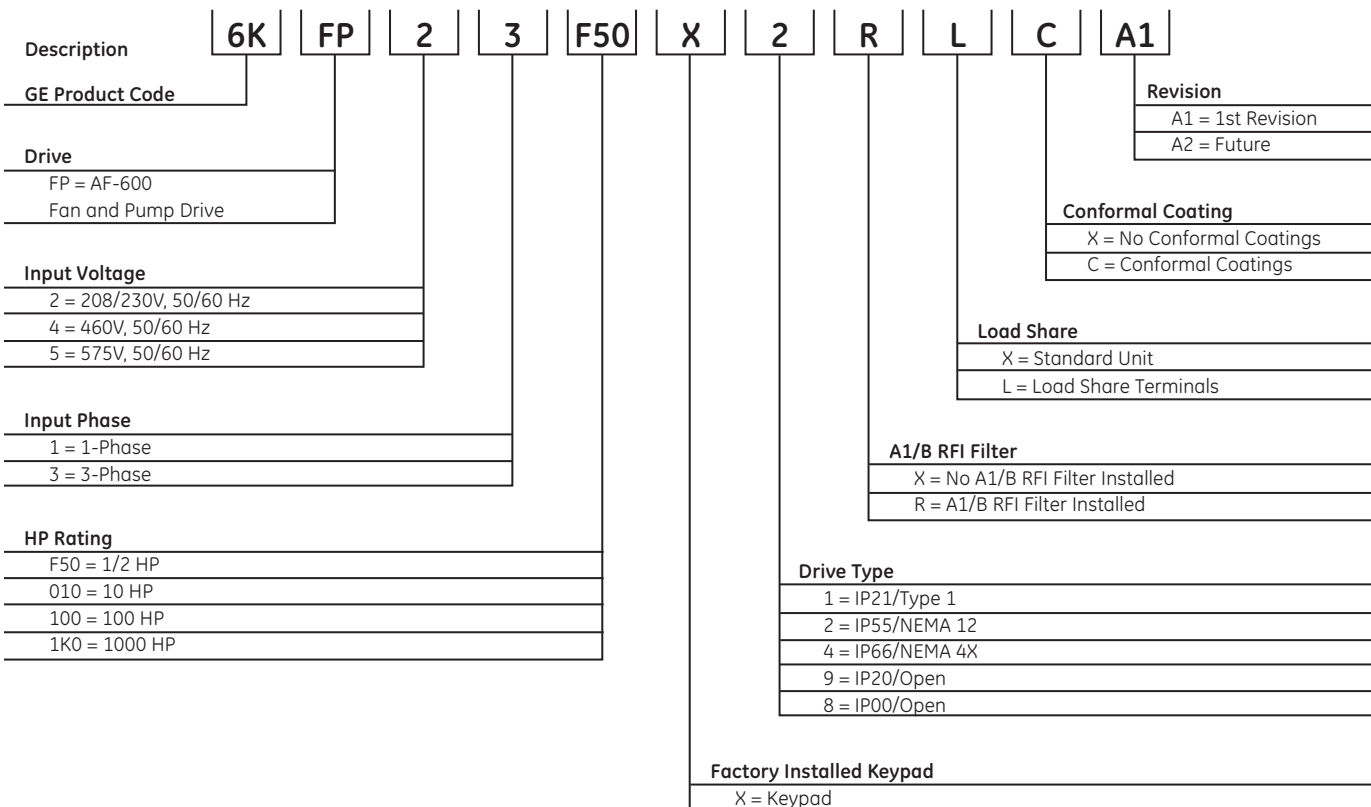 6K FP 2 3 F50 X 2 R L C A1
Description
GE Product Code
Drive
FP = AF-600
Fan and Pump Drive
Input Voltage
2 = 208/230V, 50/60 Hz
4 = 460V, 50/60 Hz
5 = 575V, 50/60 Hz
Input Phase
1 = 1-Phase
3 = 3-Phase
HP Rating
F50 = 1/2 HP
010 = 10 HP
100 = 100 HP
1K0 = 1000 HP
Revision
A1 = 1st Revision
A2 = Future
Conformal Coating
X = No Conformal Coatings
C = Conformal Coatings
Load Share
X = Standard Unit
L = Load Share Terminals
A1/B RFI Filter
X = No A1/B RFI Filter Installed
R = A1/B RFI Filter Installed
Drive Type
1 = IP21/Type 1
2 = IP55/NEMA 12
4 = IP66/NEMA 4X
9 = IP20/Open
8 = IP00/Open
Factory Installed Keypad
X = Keypad